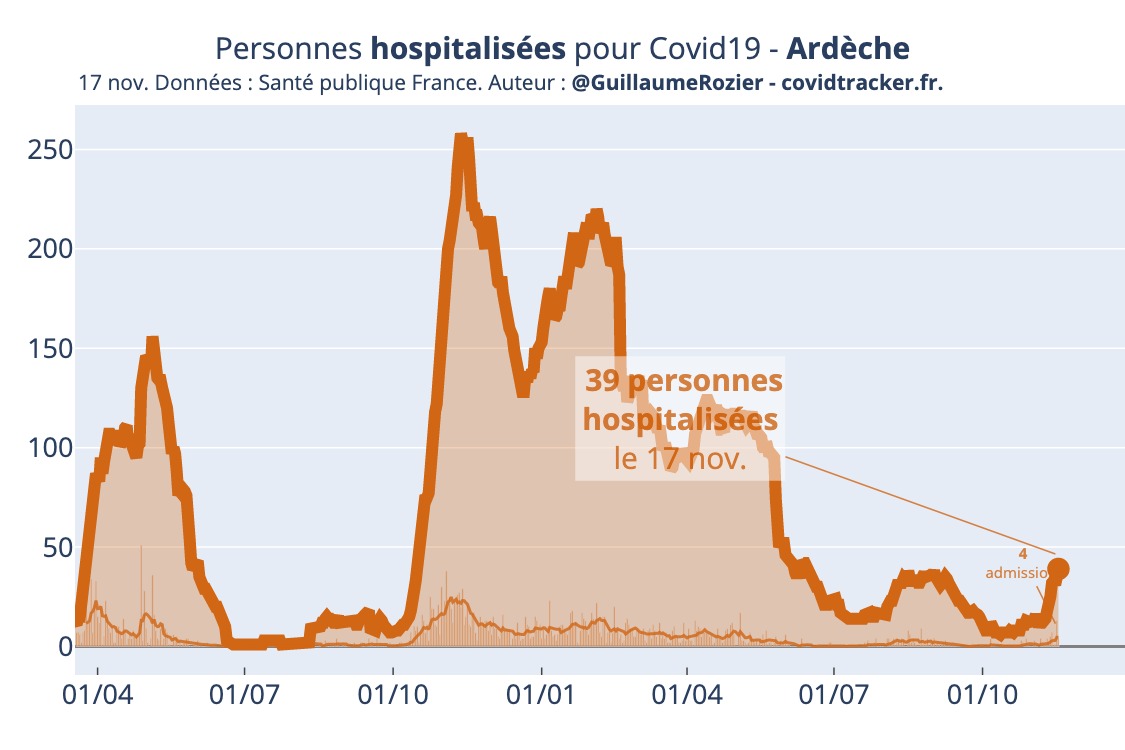 Personnes hospitalisées pour Covid19 - Ardèche
17 nov. Données : Santé publique France. Auteur : @GuillaumeRozier - covidtracker.fr.
250
200
150
39 personnes
hospitalisées
le 17 nov.
100
50
4
admissio
0
01/04 01/07 01/10 01/01 01/04 01/07 01/10